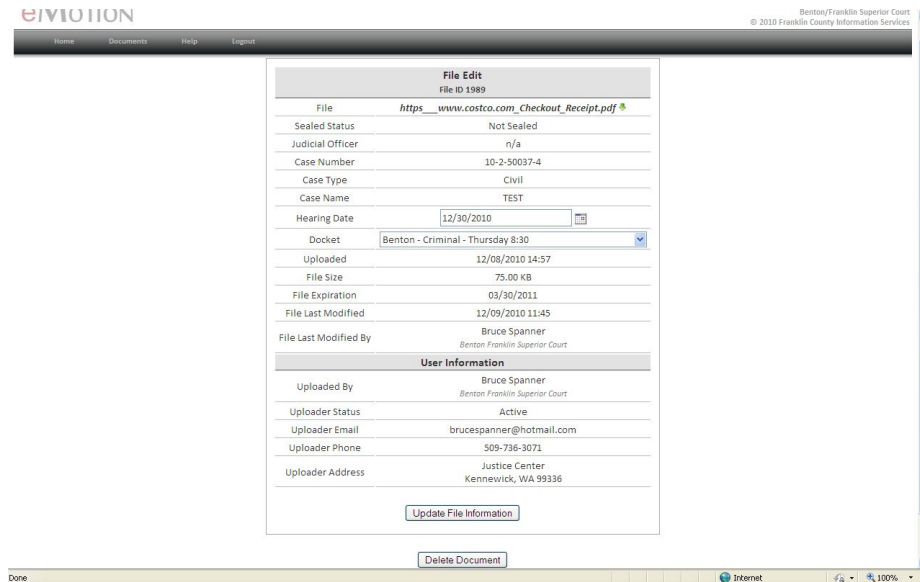 eMOTION
Benton/Franklin Superior Court
© 2010 Franklin County Information Services
Home Documents Help Logout
File Edit
File ID 1989
File https___www.costco.com_Checkout_Receipt.pdf
Sealed Status Not Sealed
Judicial Officer n/a
Case Number 10-2-50037-4
Case Type Civil
Case Name TEST
Hearing Date 12/30/2010
Docket Benton - Criminal - Thursday 8:30
Uploaded 12/08/2010 14:57
File Size 75.00 KB
File Expiration 03/30/2011
File Last Modified 12/09/2010 11:45
File Last Modified By Bruce Spanner
Benton Franklin Superior Court
User Information
Uploaded By Bruce Spanner
Benton Franklin Superior Court
Uploader Status Active
Uploader Email brucespanner@hotmail.com
Uploader Phone 509-736-3071
Uploader Address Justice Center
Kennewick, WA 99336
Update File Information
Delete Document
Done Internet 100%